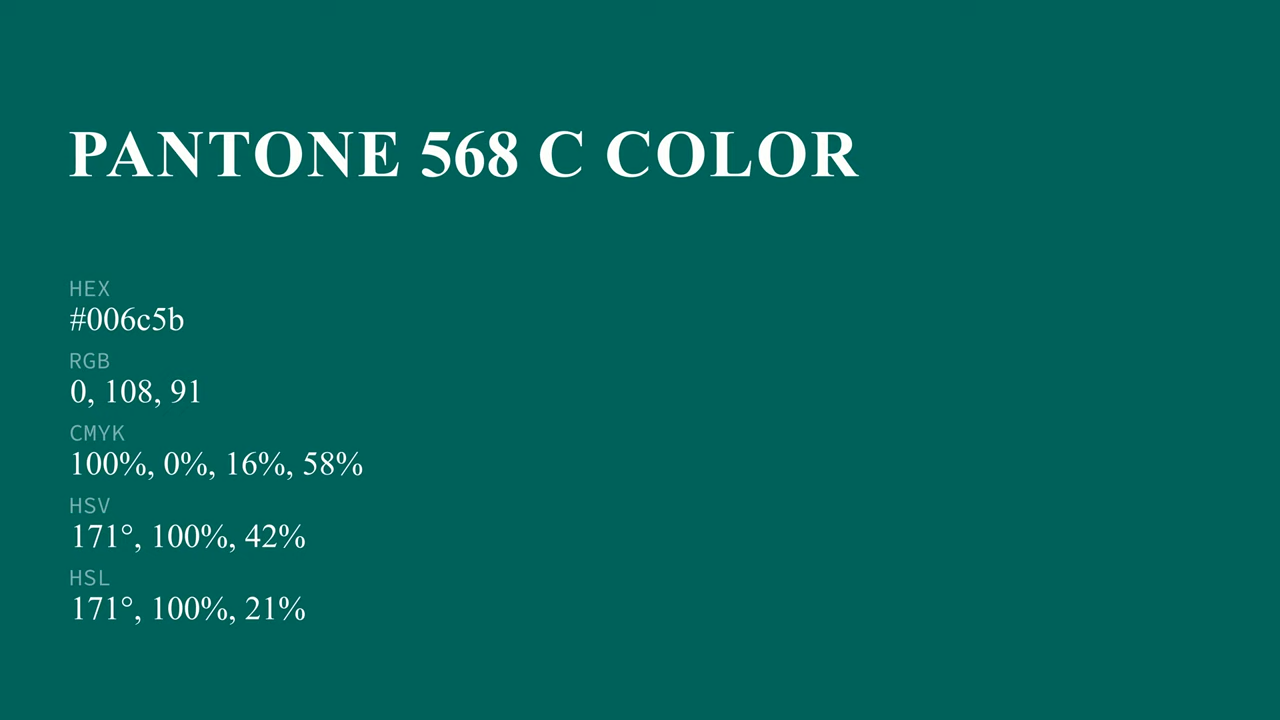 PANTONE 568 C COLOR
HEX
#006c5b
RGB
0, 108, 91
CMYK
100%, 0%, 16%, 58%
HSV
171°, 100%, 42%
HSL
171°, 100%, 21%